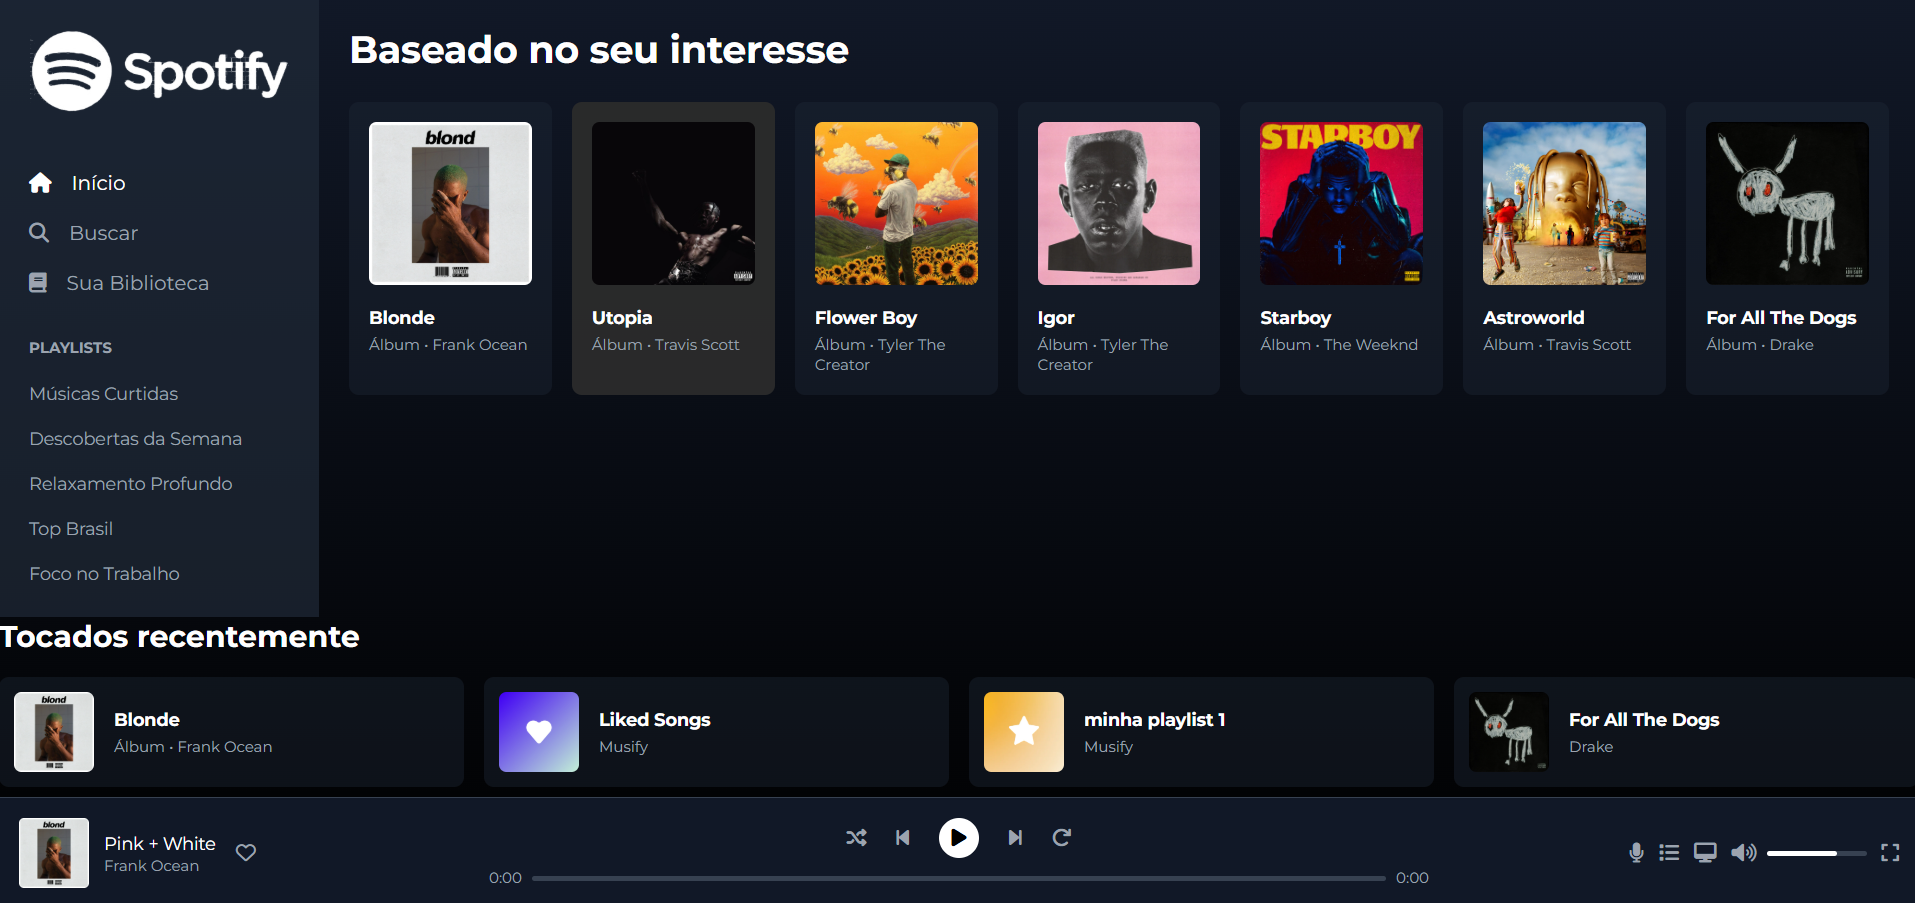 Spotify
Início
Buscar
Sua Biblioteca
PLAYLISTS
Músicas Curtidas
Descobertas da Semana
Relaxamento Profundo
Top Brasil
Foco no Trabalho
Baseado no seu interesse
blond
STARBOY
Blonde
Álbum • Frank Ocean
Utopia
Álbum • Travis Scott
Flower Boy
Álbum • Tyler The
Creator
Igor
Álbum • Tyler The
Creator
Starboy
Álbum • The Weeknd
Astroworld
Álbum • Travis Scott
For All The Dogs
Álbum • Drake
Tocados recentemente
blond
Blonde
Álbum • Frank Ocean
Liked Songs
Musify
minha playlist 1
Musify
For All The Dogs
Drake
blond
Pink + White
Frank Ocean
0:00
0:00